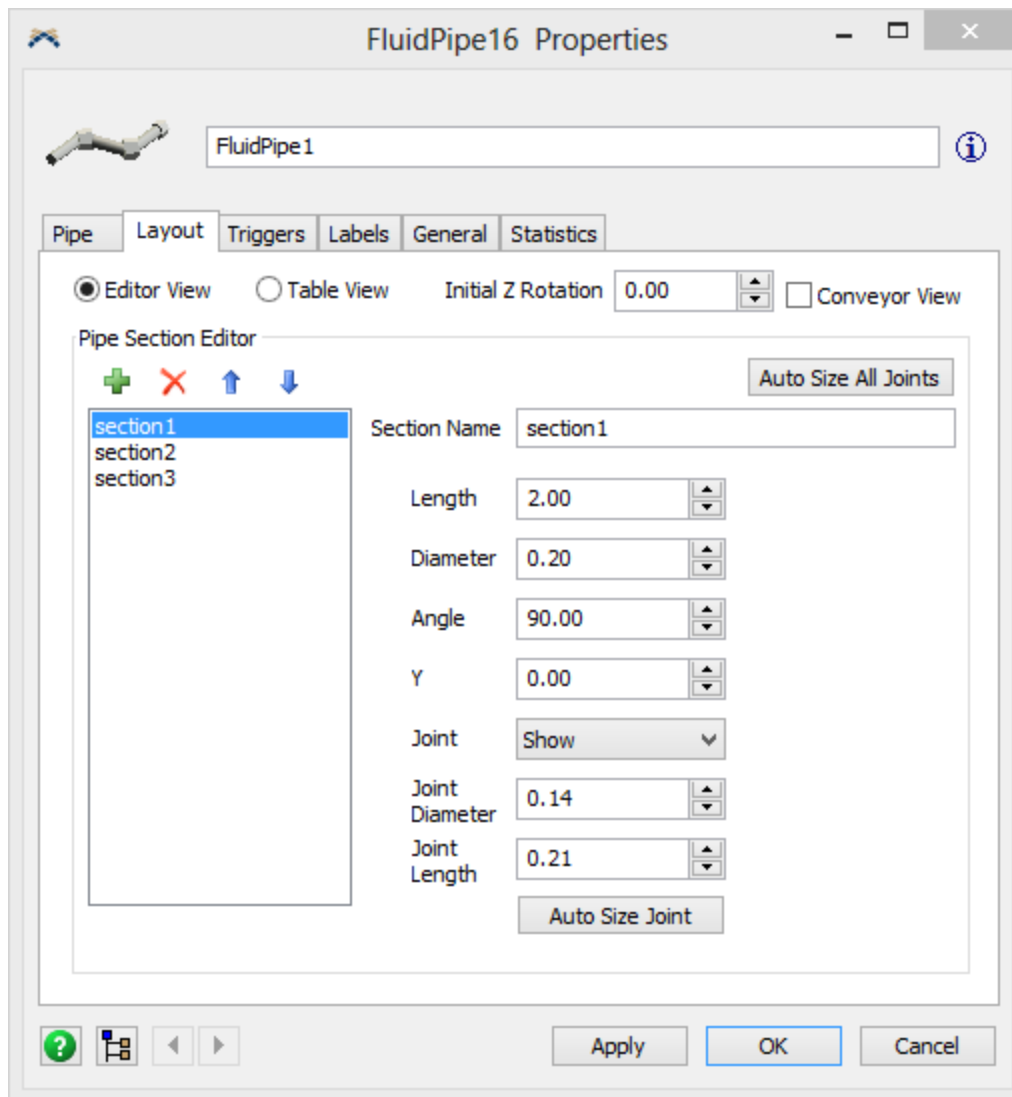 FluidPipe16 Properties
FluidPipe1
Pipe Layout Triggers Labels General Statistics
Editor View Table View Initial Z Rotation 0.00 Conveyor View
Pipe Section Editor
Auto Size All Joints
section1
section2
section3
Section Name section1
Length 2.00
Diameter 0.20
Angle 90.00
Y 0.00
Joint Show
Joint
Diameter 0.14
Joint
Length 0.21
Auto Size Joint
Apply OK Cancel